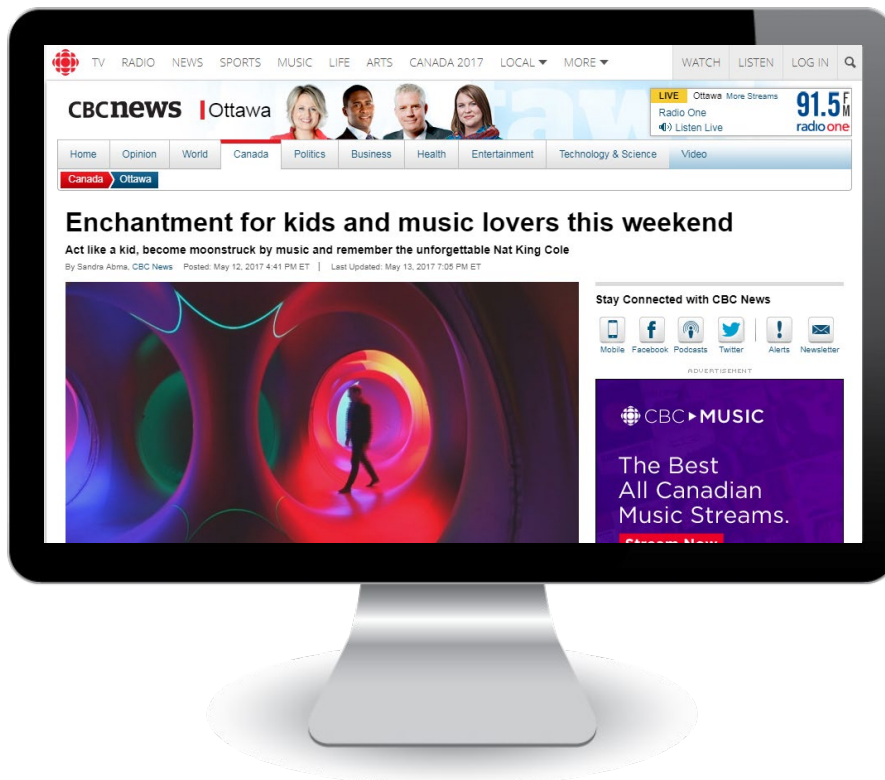 TV RADIO NEWS SPORTS MUSIC LIFE ARTS CANADA 2017 LOCAL MORE WATCH LISTEN LOG IN
CBCnews Ottawa
LIVE Ottawa More Streams
Radio One
Listen Live
91.5 FM
radio one
Home Opinion World Canada Politics Business Health Entertainment Technology & Science Video
Canada Ottawa
Enchantment for kids and music lovers this weekend
Act like a kid, become moonstruck by music and remember the unforgettable Nat King Cole
By Sandra Abma, CBC News Posted: May 12, 2017 4:41 PM ET | Last Updated: May 13, 2017 7:05 PM ET
Stay Connected with CBC News
Mobile Facebook Podcasts Twitter Alerts Newsletter
ADVERTISEMENT
CBC MUSIC
The Best
All Canadian
Music Streams.
Stream Now